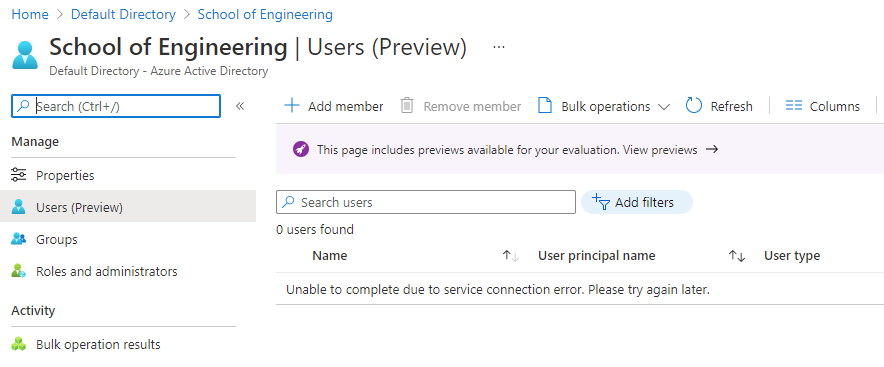 Home > Default Directory > School of Engineering
School of Engineering | Users (Preview) ...
Default Directory - Azure Active Directory
Search (Ctrl+/)
«
Add member
Remove member
Bulk operations
Refresh
Columns
Manage
Properties
Users (Preview)
Groups
Roles and administrators
Activity
Bulk operation results
This page includes previews available for your evaluation. View previews →
Search users
Add filters
0 users found
Name ↑↓ User principal name ↑↓ User type
Unable to complete due to service connection error. Please try again later.